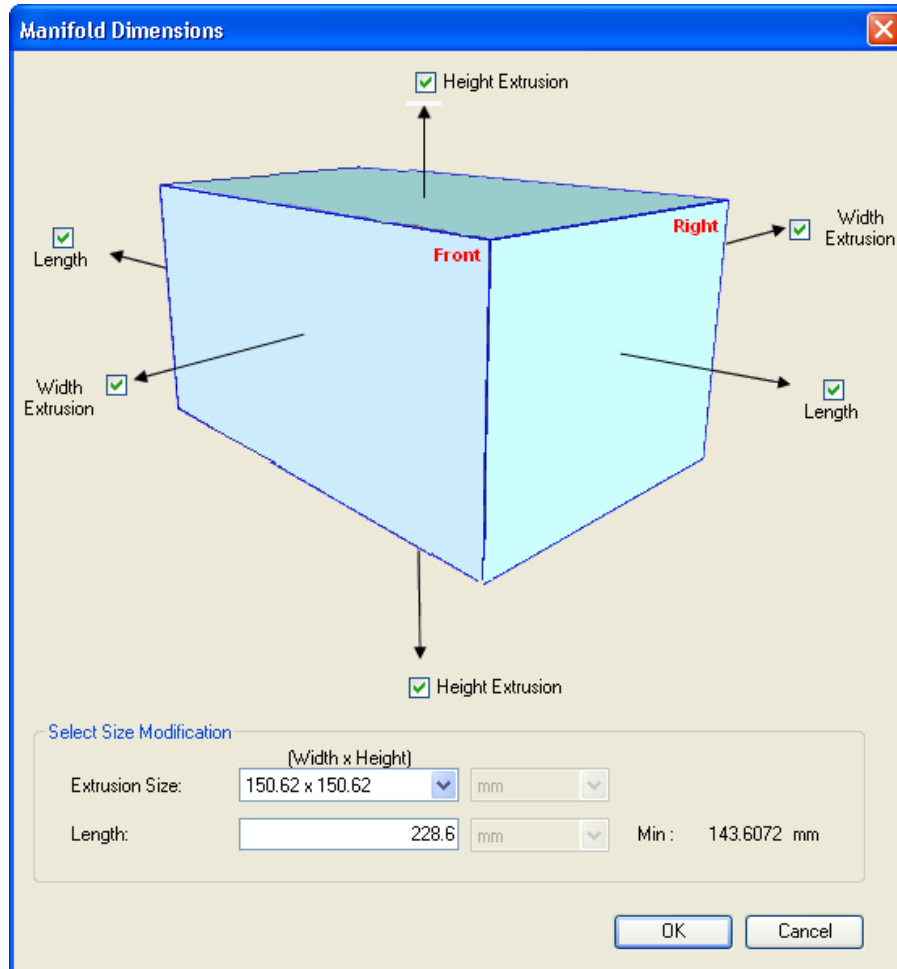 Manifold Dimensions
Height Extrusion
Right
Width
Extrusion
Length
Front
Width
Extrusion
Length
Height Extrusion
Select Size Modification
(Width x Height)
Extrusion Size: 150.62 x 150.62 mm
Length: 228.6 mm Min : 143.6072 mm
OK Cancel